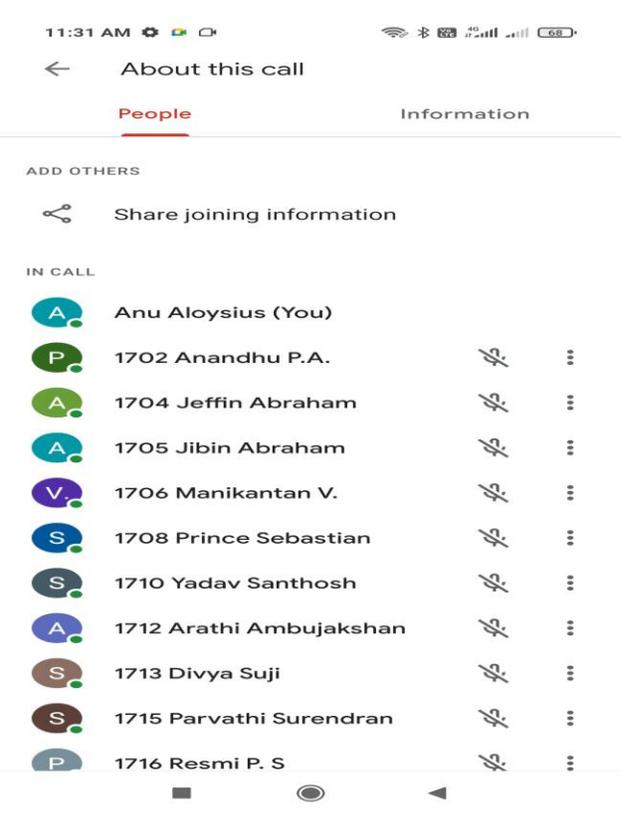 11:31 AM 4G 68
About this call
People Information
ADD OTHERS
Share joining information
IN CALL
A Anu Aloysius (You)
P 1702 Anandhu P.A.
A 1704 Jeffin Abraham
A 1705 Jibin Abraham
V. 1706 Manikantan V.
S 1708 Prince Sebastian
S 1710 Yadav Santhosh
A 1712 Arathi Ambujakshan
S 1713 Divya Suji
S 1715 Parvathi Surendran
P 1716 Resmi P. S